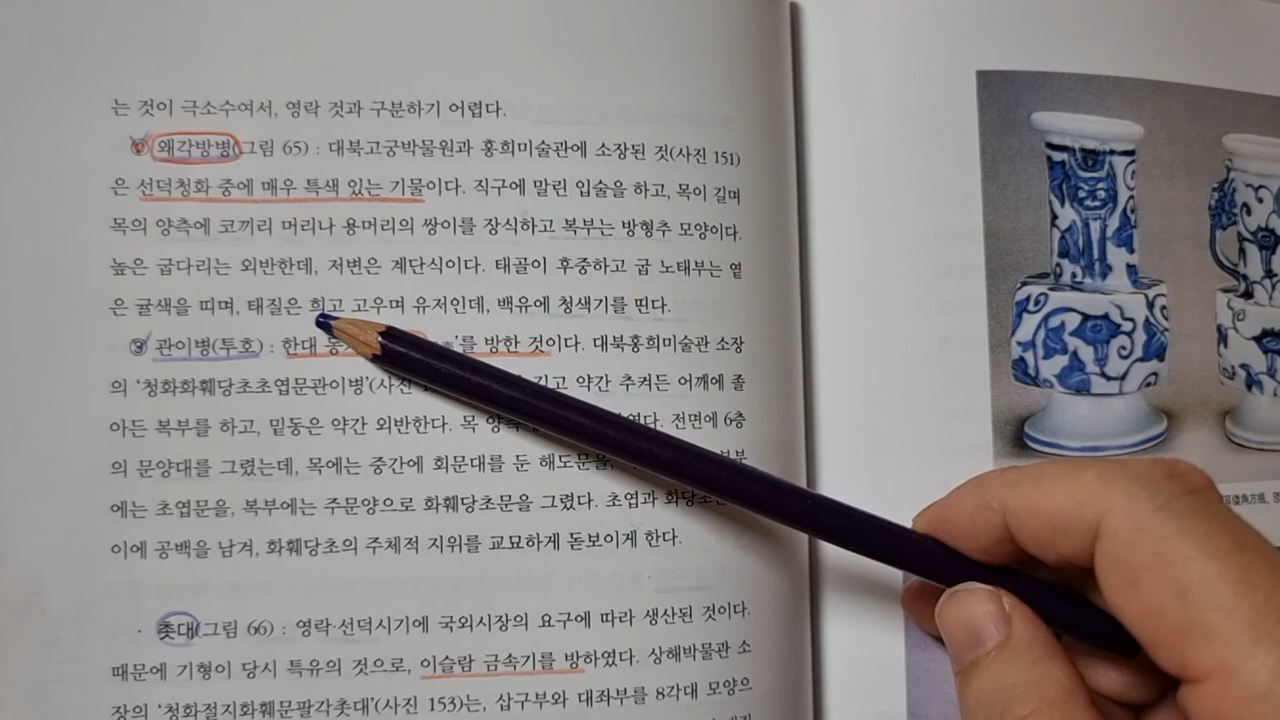 는 것이 극소수여서, 영락 것과 구분하기 어렵다.
② 왜각방병(그림 65) : 대북고궁박물원과 홍희미술관에 소장된 것(사진 151)
은 선덕청화 중에 매우 특색 있는 기물이다. 직구에 말린 입술을 하고, 목이 길며
목의 양측에 코끼리 머리나 용머리의 쌍이를 장식하고 복부는 방형추 모양이다.
높은 굽다리는 외반한데, 저변은 계단식이다. 태골이 후중하고 굽 노태부는 옅
은 귤색을 띠며, 태질은 희고 고우며 유저인데, 백유에 청색기를 띤다.
③ 관이병(투호) : 한대 '를 방한 것이다. 대북홍희미술관 소장
의 '청화화훼당초초엽문관이병'(사진 길고 약간 추켜든 어깨에 졸
아든 복부를 하고, 밑동은 약간 외반한다. 목 전면에 6층
의 문양대를 그렸는데, 목에는 중간에 회문대를 둔 해도문을,
에는 초엽문을, 복부에는 주문양으로 화훼당초문을 그렸다. 초엽과
이에 공백을 남겨, 화훼당초의 주체적 지위를 교묘하게 돋보이게 한다.
· 촛대(그림 66) : 영락·선덕시기에 국외시장의 요구에 따라 생산된 것이다.
때문에 기형이 당시 특유의 것으로, 이슬람 금속기를 방하였다. 상해박물관 소
장의 '청화절지화훼문팔각촛대'(사진 153)는, 삽구부와 대좌부를 8각대 모양으